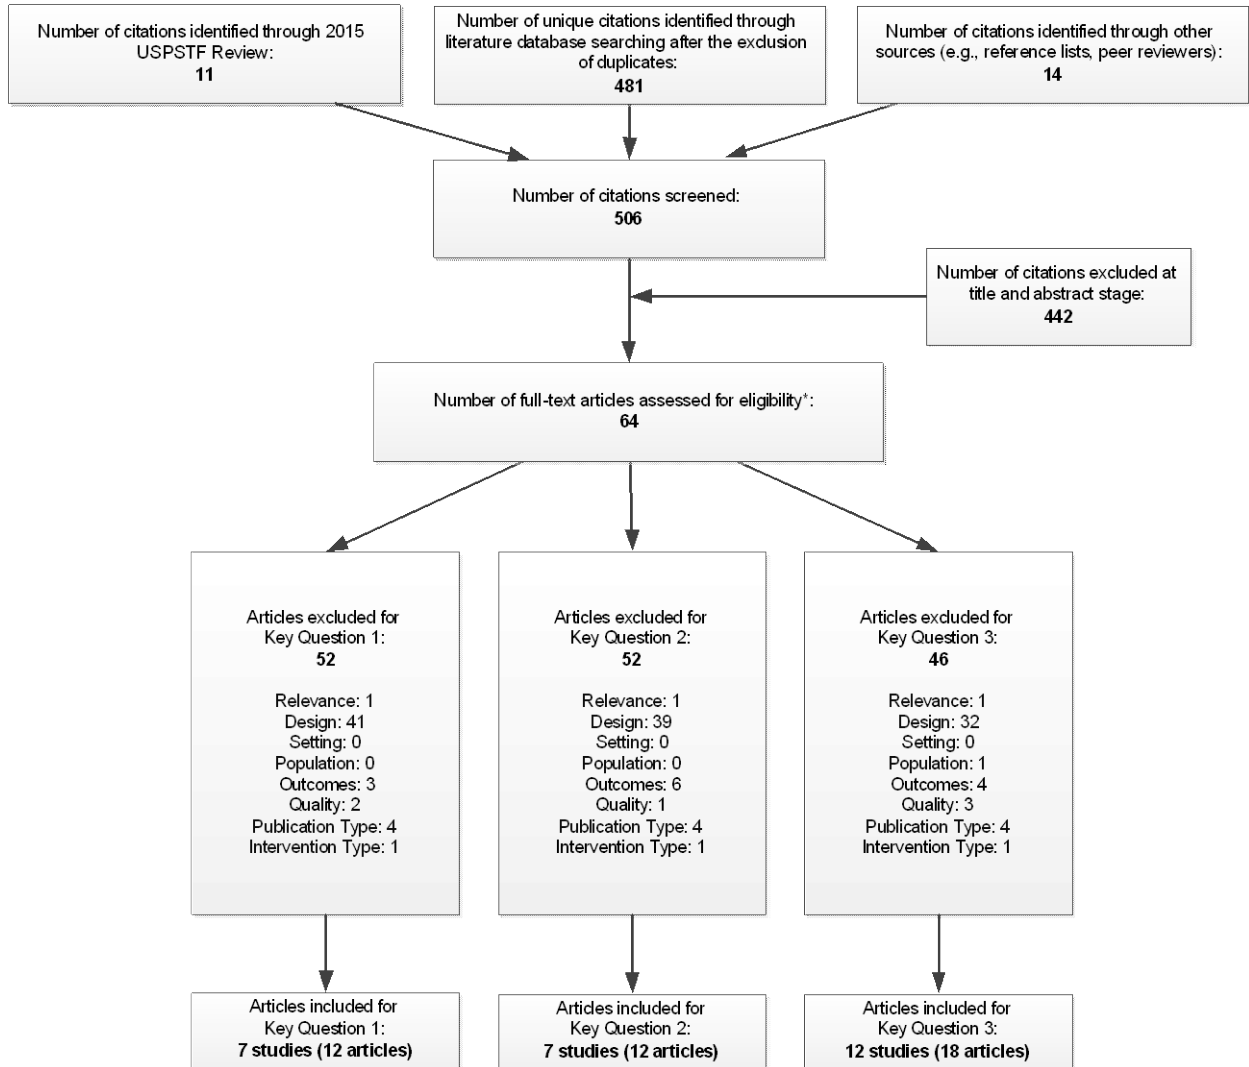 Number of citations identified through 2015
USPSTF Review:
11
Number of unique citations identified through
literature database searching after the exclusion
of duplicates:
481
Number of citations identified through other
sources (e.g., reference lists, peer reviewers):
14
Number of citations screened:
506
Number of citations excluded at
title and abstract stage:
442
Number of full-text articles assessed for eligibility*:
64
Articles excluded for
Key Question 1:
52
Relevance: 1
Design: 41
Setting: 0
Population: 0
Outcomes: 3
Quality: 2
Publication Type: 4
Intervention Type: 1
Articles excluded for
Key Question 2:
52
Relevance: 1
Design: 39
Setting: 0
Population: 0
Outcomes: 6
Quality: 1
Publication Type: 4
Intervention Type: 1
Articles excluded for
Key Question 3:
46
Relevance: 1
Design: 32
Setting: 0
Population: 1
Outcomes: 4
Quality: 3
Publication Type: 4
Intervention Type: 1
Articles included for
Key Question 1:
7 studies (12 articles)
Articles included for
Key Question 2:
7 studies (12 articles)
Articles included for
Key Question 3:
12 studies (18 articles)